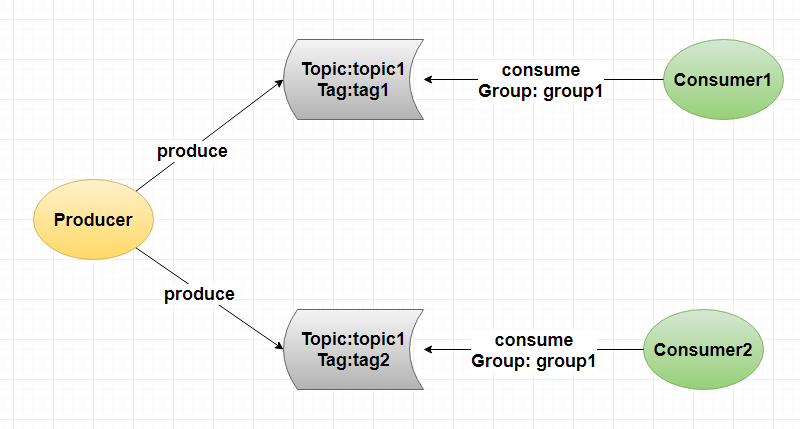 Topic:topic1
Tag:tag1
consume
Group: group1
Consumer1
produce
Producer
produce
Topic:topic1
Tag:tag2
consume
Group: group1
Consumer2